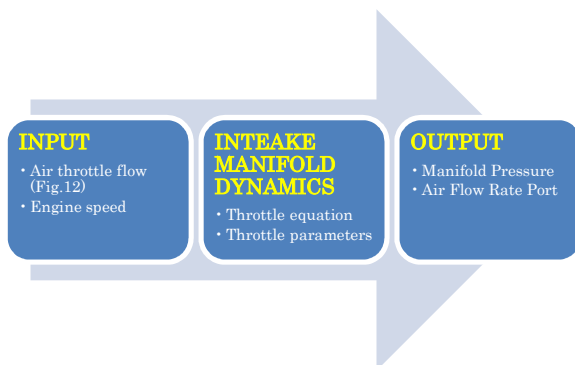 INPUT
• Air throttle flow
(Fig.12)
• Engine speed
INTEAKE
MANIFOLD
DYNAMICS
• Throttle equation
• Throttle parameters
OUTPUT
• Manifold Pressure
• Air Flow Rate Port